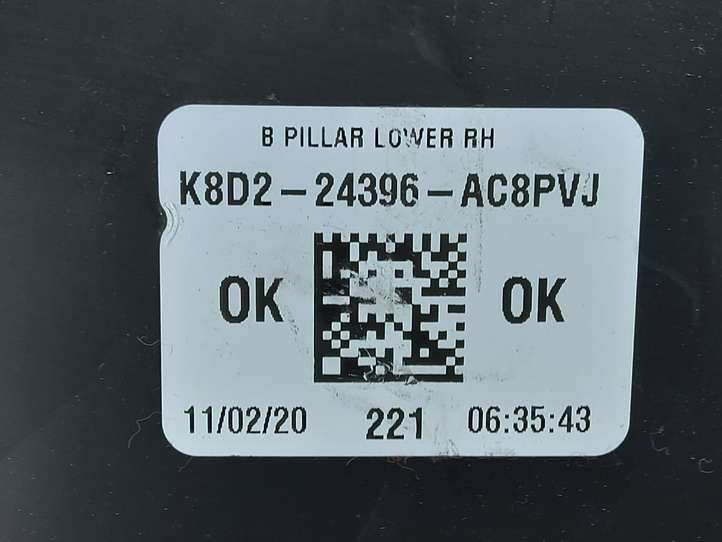 B PILLAR LOWER RH
K8D2-24396-AC8PVJ
OK OK
11/02/20 221 06:35:43